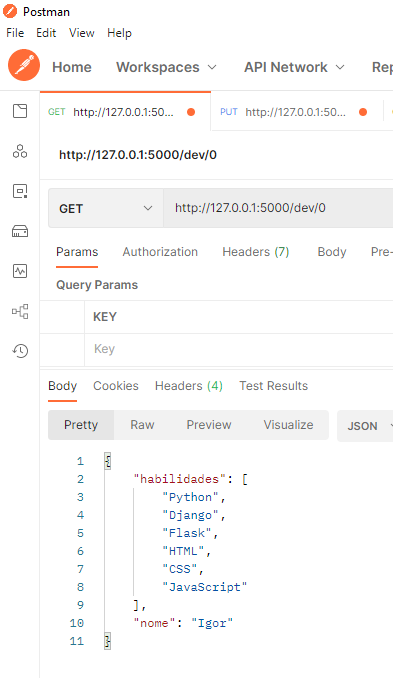 Postman
File Edit View Help
Home Workspaces API Network Rep
GET http://127.0.0.1:50... PUT http://127.0.0.1:50...
http://127.0.0.1:5000/dev/0
GET http://127.0.0.1:5000/dev/0
Params Authorization Headers (7) Body Pre-
Query Params
KEY
Key
Body Cookies Headers (4) Test Results
Pretty Raw Preview Visualize JSON
1 {
2 "habilidades": [
3 "Python",
4 "Django",
5 "Flask",
6 "HTML",
7 "CSS",
8 "JavaScript"
9 ],
10 "nome": "Igor"
11 }